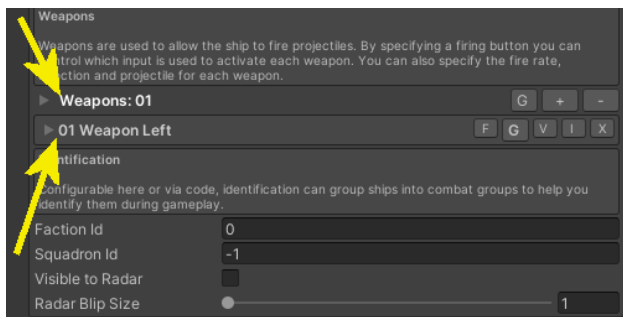 Weapons
Weapons are used to allow the ship to fire projectiles. By specifying a firing button you can
control which input is used to activate each weapon. You can also specify the fire rate,
direction and projectile for each weapon.
Weapons: 01 G + -
01 Weapon Left F G V I X
Identification
Configurable here or via code, identification can group ships into combat groups to help you
identify them during gameplay.
Faction Id 0
Squadron Id -1
Visible to Radar
Radar Blip Size 1